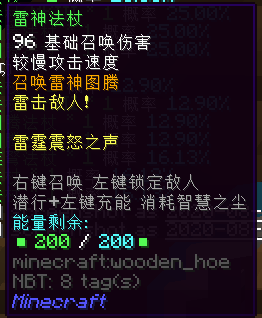 雷神法杖
96 基础召唤伤害
较慢攻击速度
召唤雷神图腾
雷击敌人!
雷霆震怒之声
右键召唤 左键锁定敌人
潜行+左键充能 消耗智慧之尘
能量剩余:
▪ 200 / 200 ▪
minecraft:wooden_hoe
NBT: 8 tag(s)
Minecraft